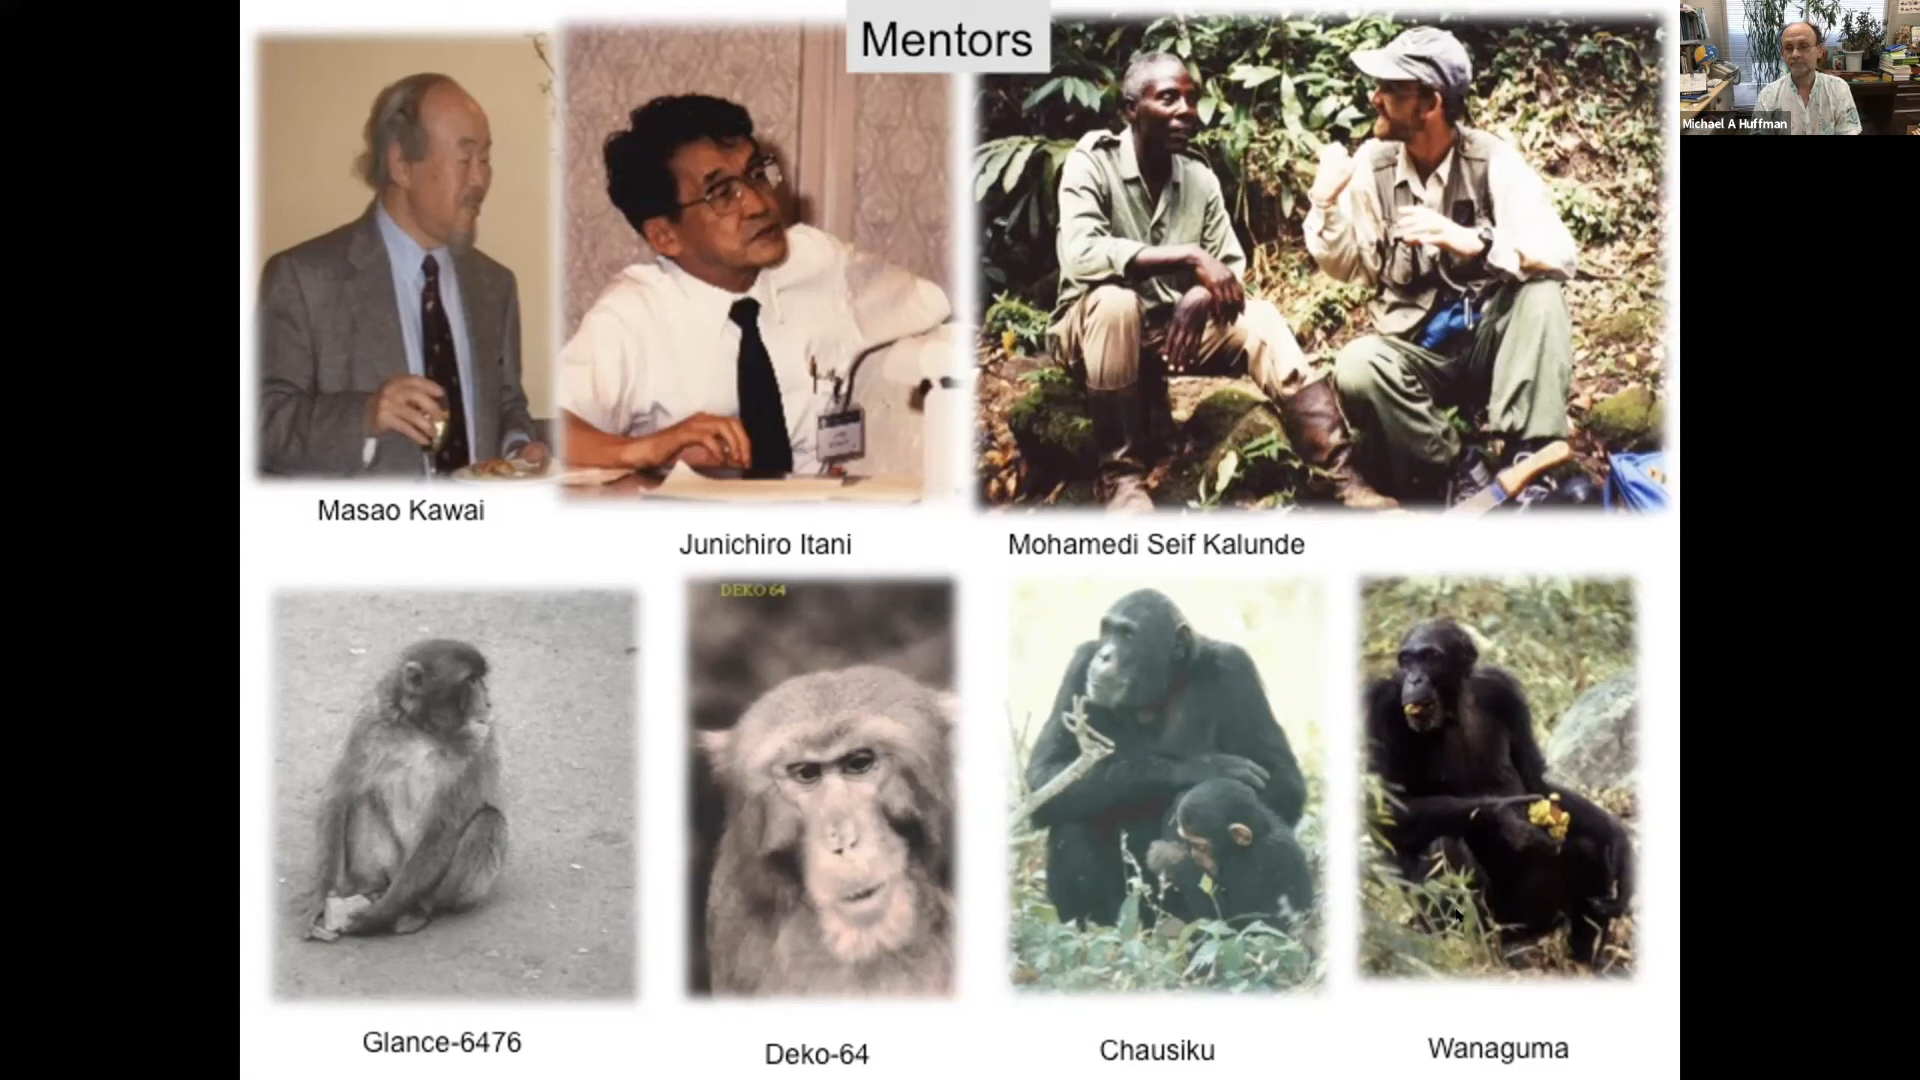 Mentors
Michael A Huffman
Masao Kawai
Junichiro Itani
Mohamedi Seif Kalunde
DEKO 64
Glance-6476
Deko-64
Chausiku
Wanaguma